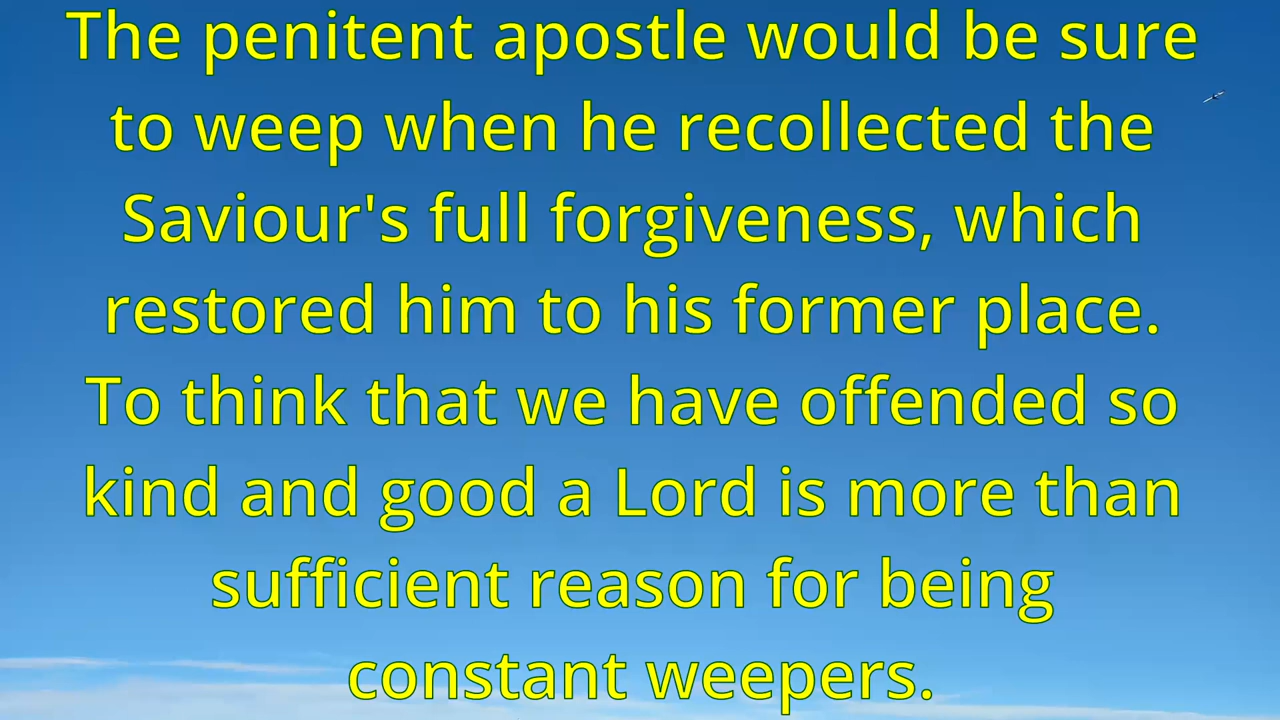 The penitent apostle would be sure
to weep when he recollected the
Saviour's full forgiveness, which
restored him to his former place.
To think that we have offended so
kind and good a Lord is more than
sufficient reason for being
constant weepers.